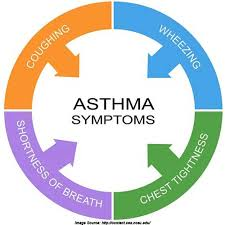 COUGHING
WHEEZING
ASTHMA
SYMPTOMS
SHORTNESS OF BREATH
CHEST TIGHTNESS